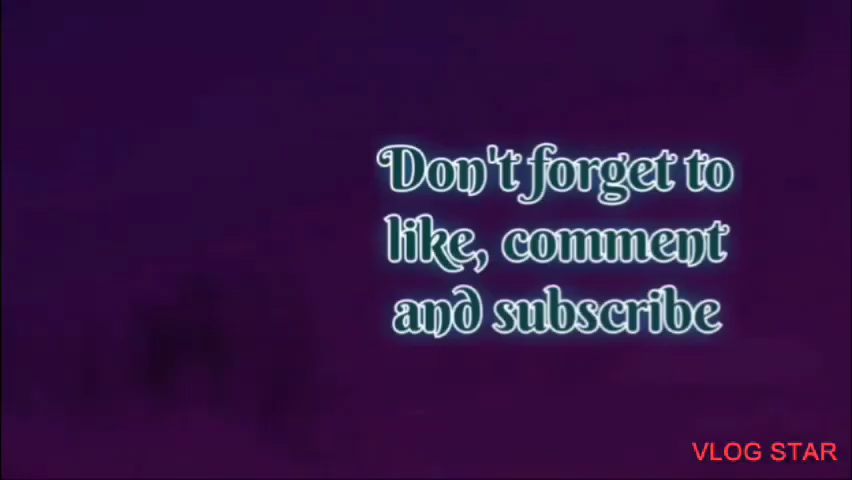 Don't forget to
like, comment
and subscribe
VLOG STAR